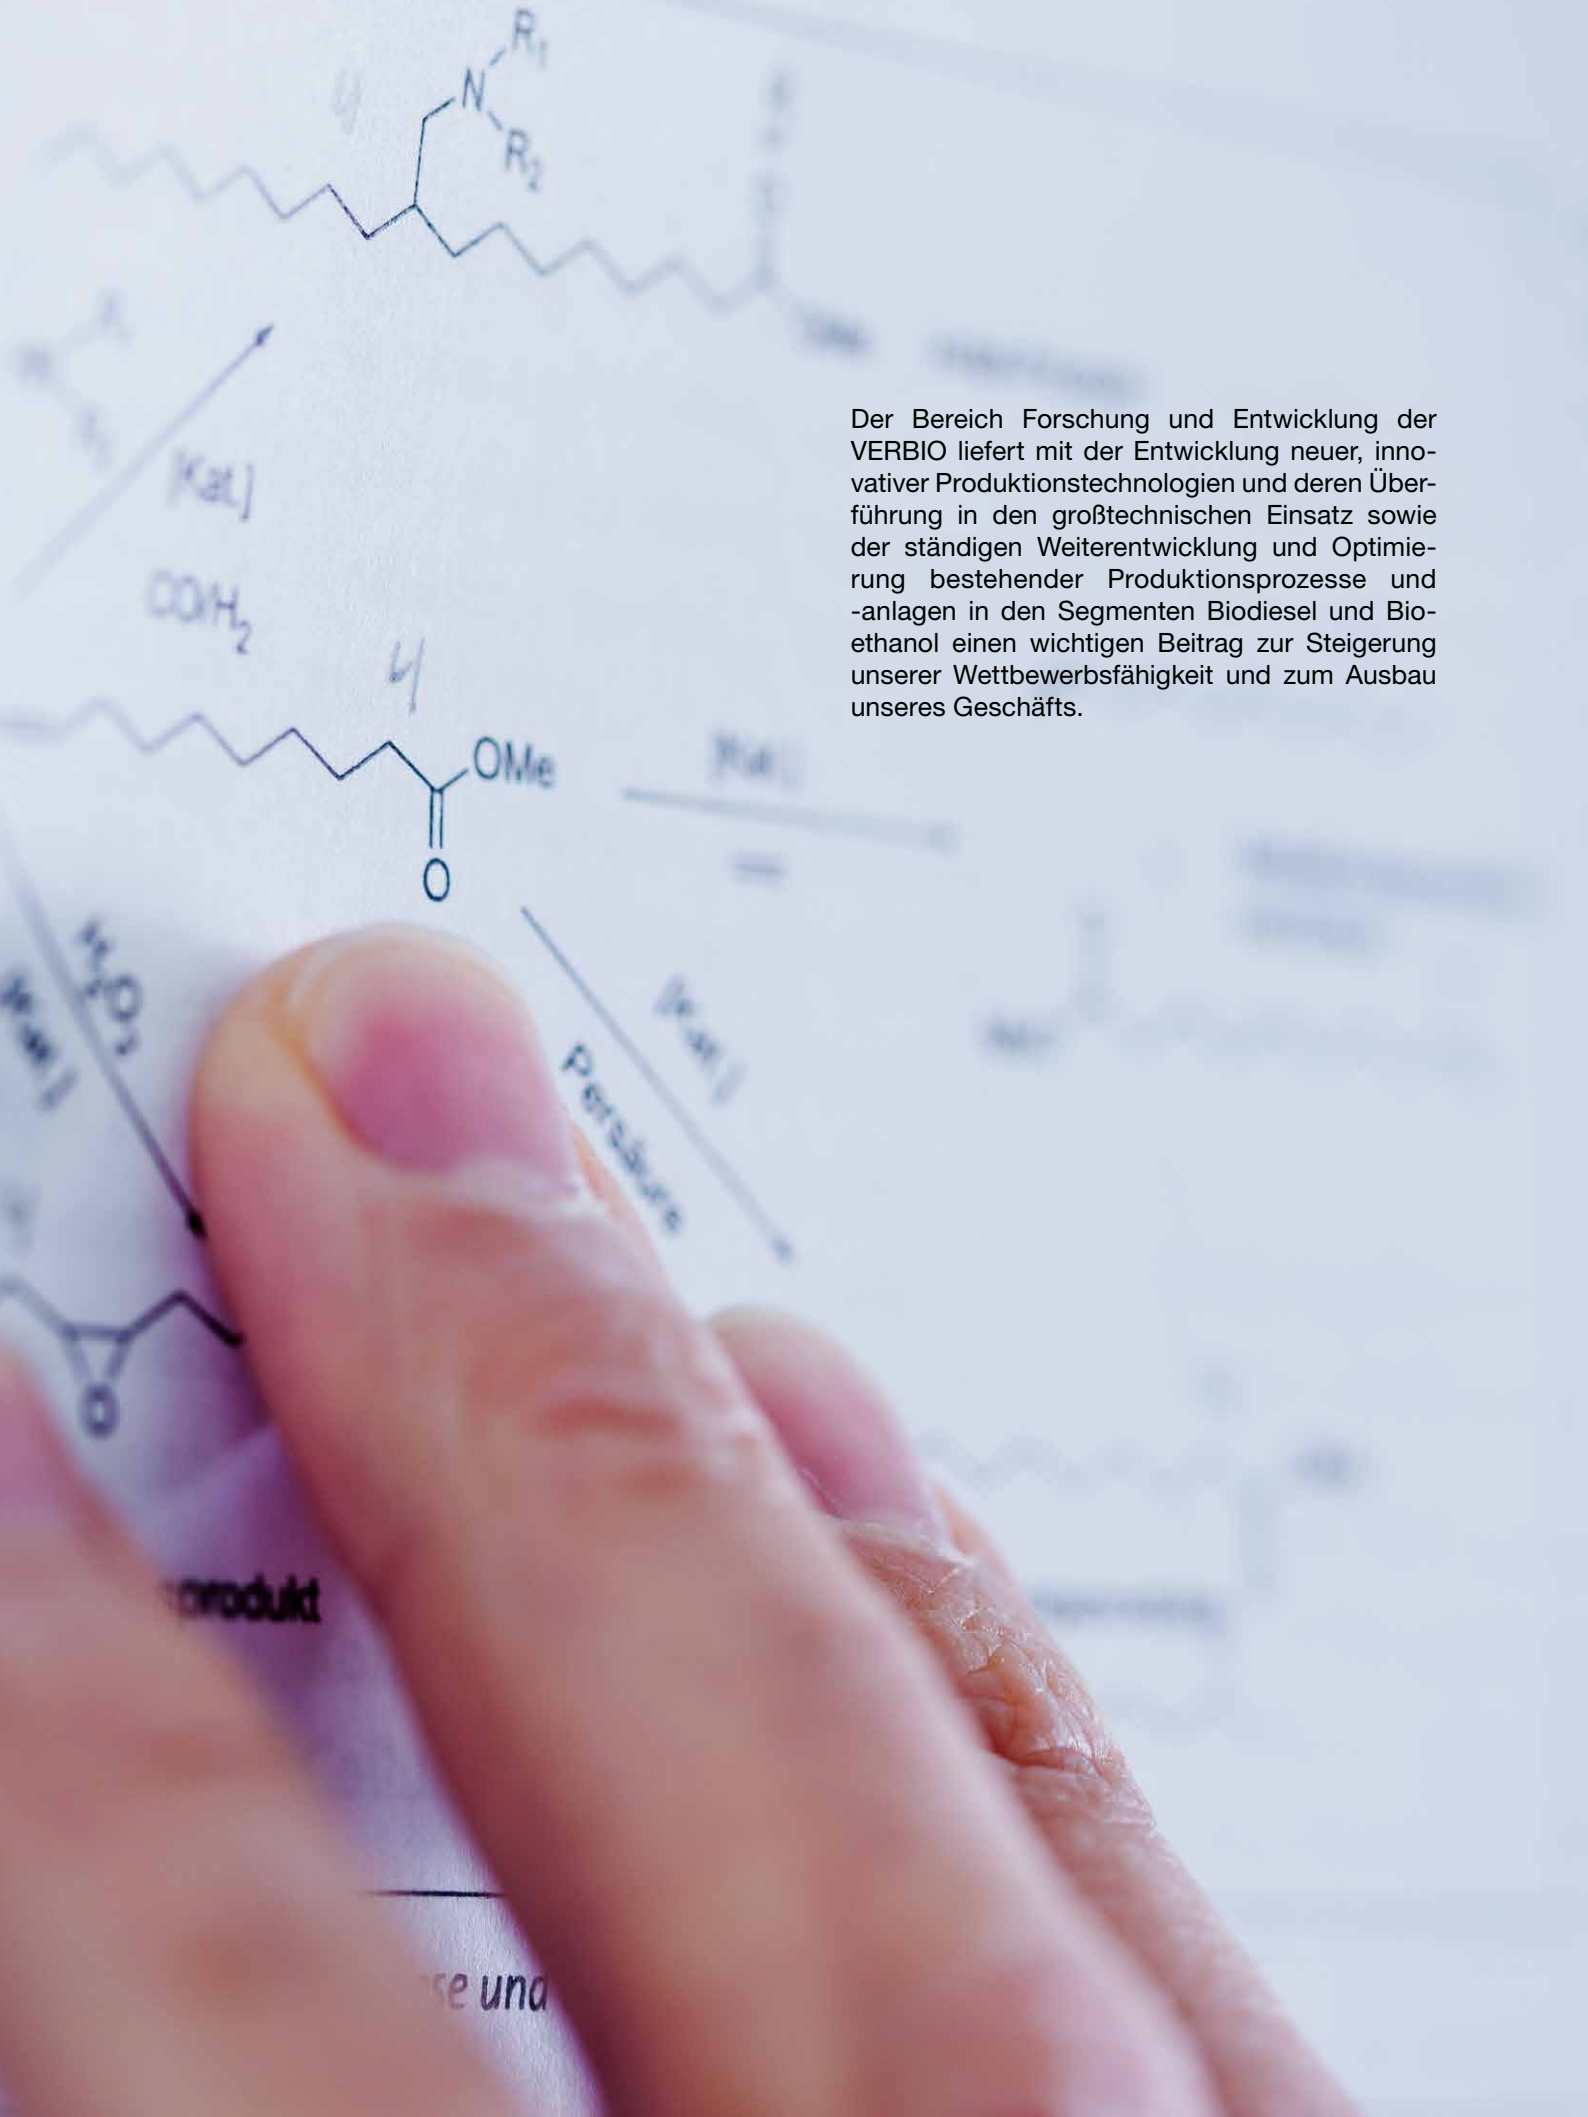 R1
N
R2
Der Bereich Forschung und Entwicklung der
VERBIO liefert mit der Entwicklung neuer, inno-
vativer Produktionstechnologien und deren Über-
führung in den großtechnischen Einsatz sowie
der ständigen Weiterentwicklung und Optimie-
rung bestehender Produktionsprozesse und
-anlagen in den Segmenten Biodiesel und Bio-
ethanol einen wichtigen Beitrag zur Steigerung
unserer Wettbewerbsfähigkeit und zum Ausbau
unseres Geschäfts.
[Kat.]
CO/H2
OMe
O
[Kat.]
H2O2
[Kat.]
[Kat.]
Persäure
O
produkt
und